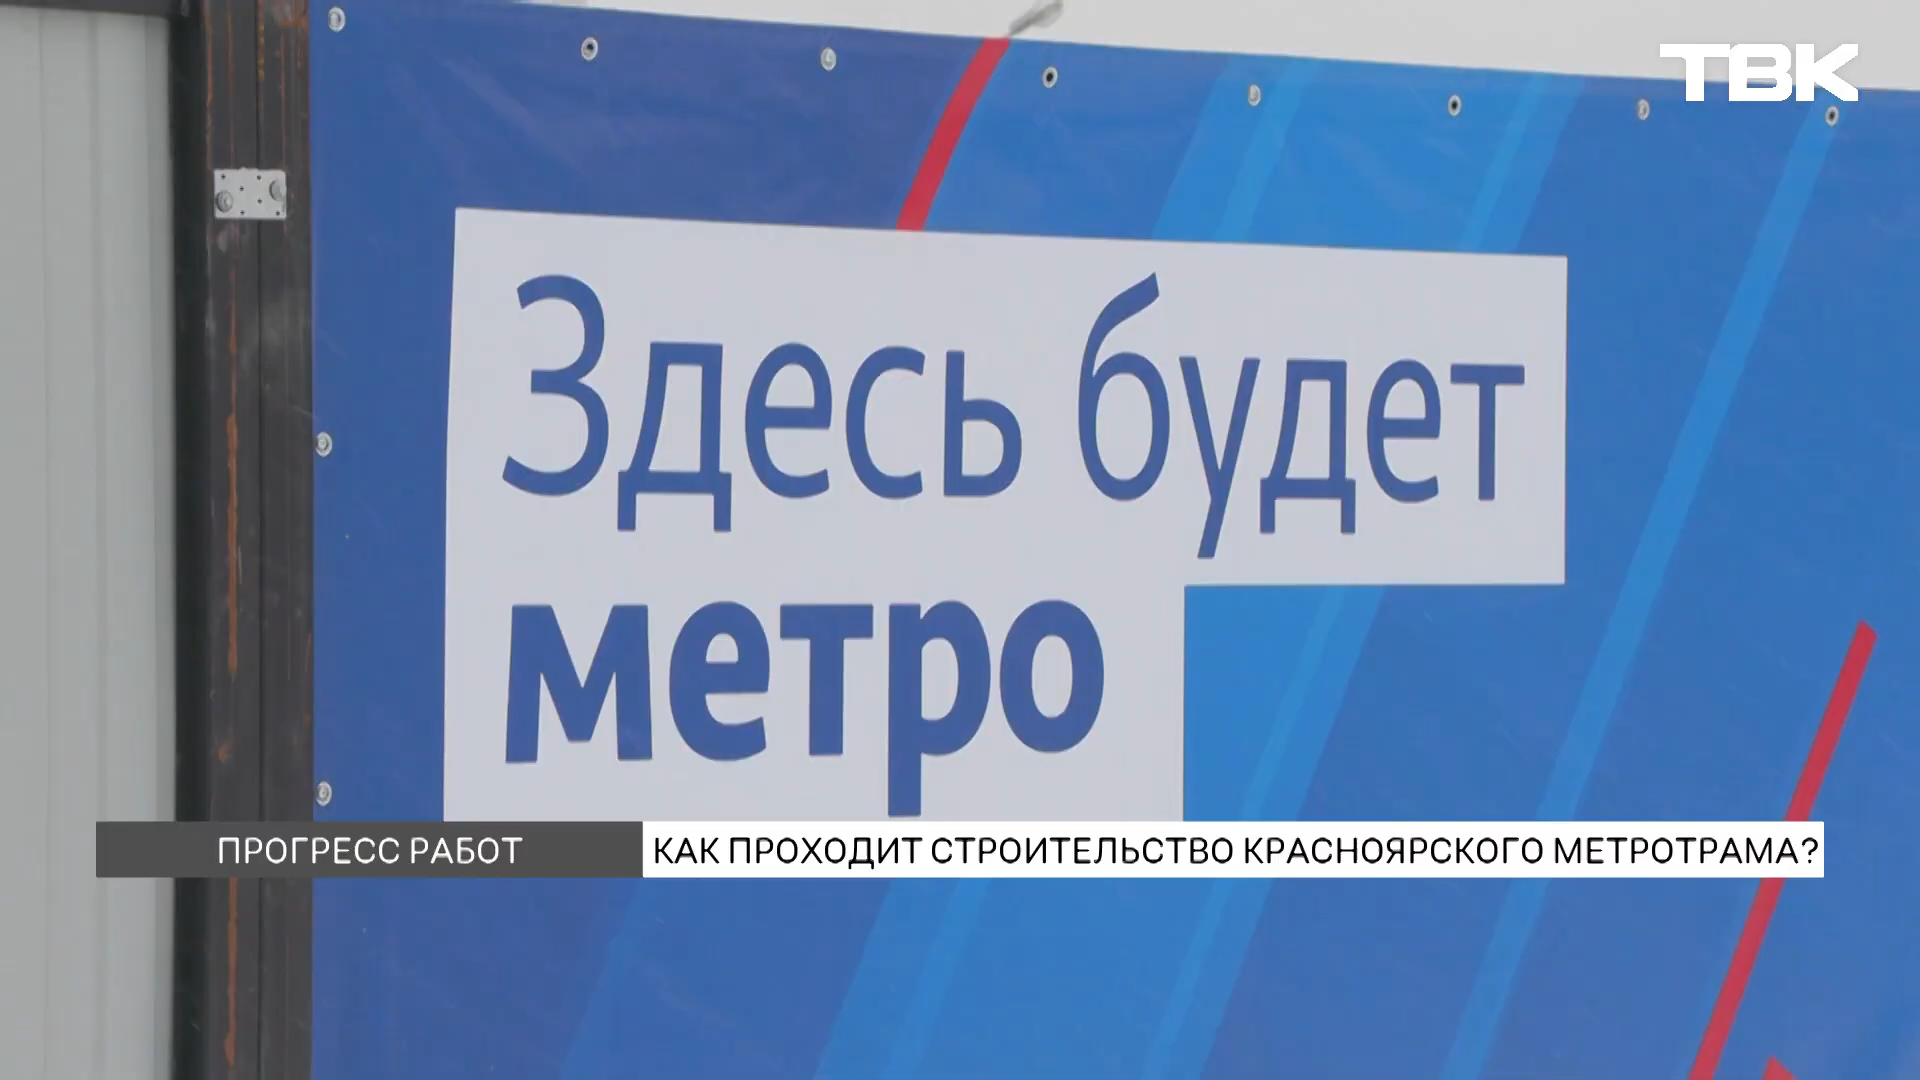 ТВК
Здесь будет
метро
ПРОГРЕСС РАБОТ
КАК ПРОХОДИТ СТРОИТЕЛЬСТВО КРАСНОЯРСКОГО МЕТРОТРАМА?